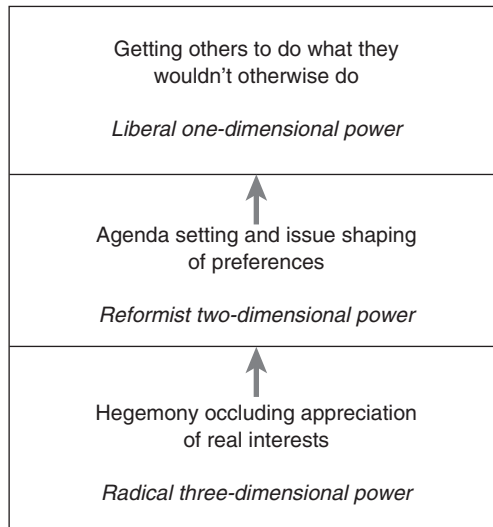 Getting others to do what they
wouldn't otherwise do
Liberal one-dimensional power
Agenda setting and issue shaping
of preferences
Reformist two-dimensional power
Hegemony occluding appreciation
of real interests
Radical three-dimensional power